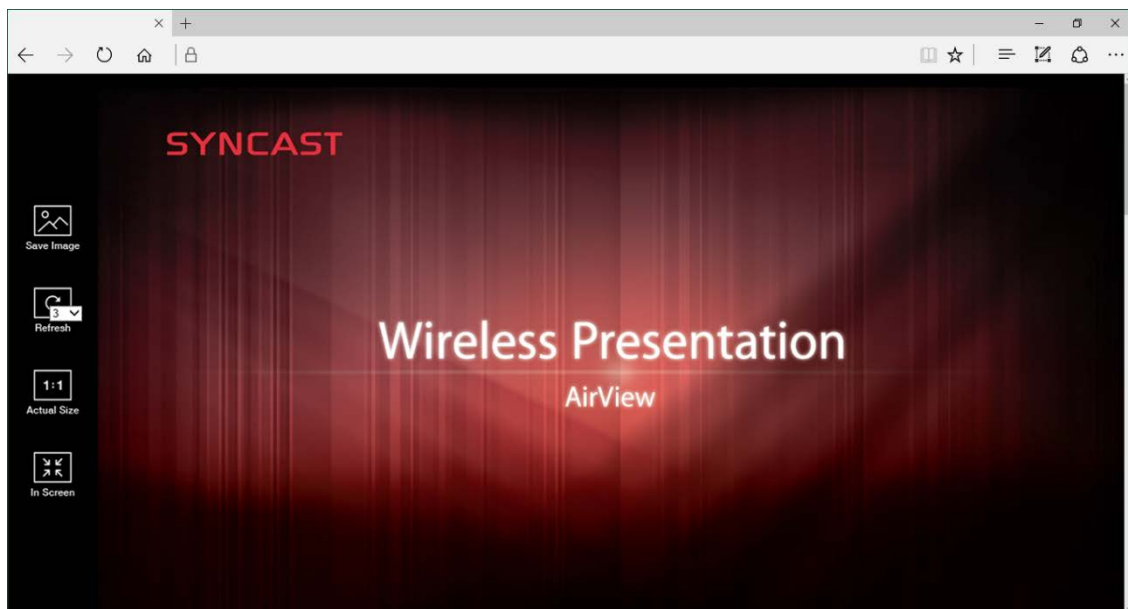 SYNCAST
Save Image
3
Refresh
1:1
Actual Size
In Screen
Wireless Presentation
AirView